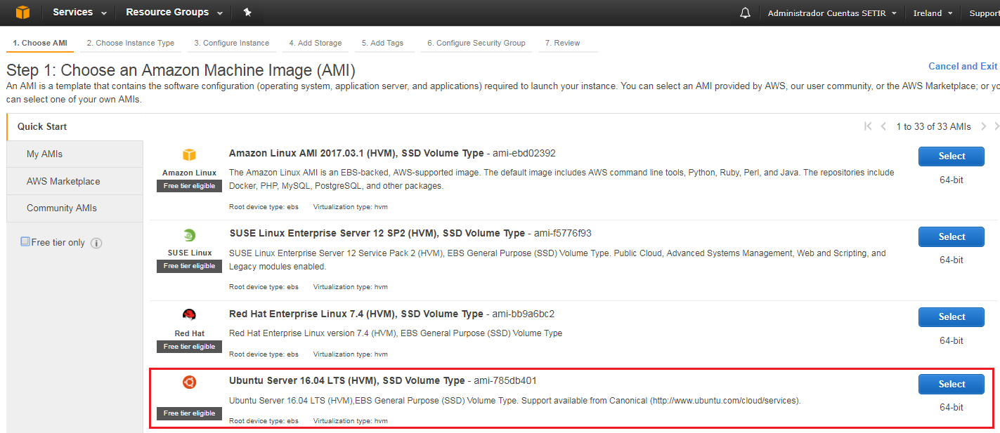 Services Resource Groups Administrador Cuentas SETIR Ireland Support
1. Choose AMI 2. Choose Instance Type 3. Configure Instance 4. Add Storage 5. Add Tags 6. Configure Security Group 7. Review
Step 1: Choose an Amazon Machine Image (AMI)
Cancel and Exit
An AMI is a template that contains the software configuration (operating system, application server, and applications) required to launch your instance. You can select an AMI provided by AWS, our user community, or the AWS Marketplace; or yo
can select one of your own AMIs.
Quick Start
1 to 33 of 33 AMIs
My AMIs
AWS Marketplace
Community AMIs
Free tier only
Amazon Linux
Free tier eligible
Amazon Linux AMI 2017.03.1 (HVM), SSD Volume Type - ami-ebd02392
The Amazon Linux AMI is an EBS-backed, AWS-supported image. The default image includes AWS command line tools, Python, Ruby, Perl, and Java. The repositories include
Docker, PHP, MySQL, PostgreSQL, and other packages.
Root device type: ebs Virtualization type: hvm
Select
64-bit
SUSE Linux
Free tier eligible
SUSE Linux Enterprise Server 12 SP2 (HVM), SSD Volume Type - ami-f5776f93
SUSE Linux Enterprise Server 12 Service Pack 2 (HVM), EBS General Purpose (SSD) Volume Type. Public Cloud, Advanced Systems Management, Web and Scripting, and
Legacy modules enabled.
Root device type: ebs Virtualization type: hvm
Select
64-bit
Red Hat
Free tier eligible
Red Hat Enterprise Linux 7.4 (HVM), SSD Volume Type - ami-bb9a6bc2
Red Hat Enterprise Linux version 7.4 (HVM), EBS General Purpose (SSD) Volume Type
Root device type: ebs Virtualization type: hvm
Select
64-bit
Free tier eligible
Ubuntu Server 16.04 LTS (HVM), SSD Volume Type - ami-785db401
Ubuntu Server 16.04 LTS (HVM),EBS General Purpose (SSD) Volume Type. Support available from Canonical (http://www.ubuntu.com/cloud/services).
Root device type: ebs Virtualization type: hvm
Select
64-bit